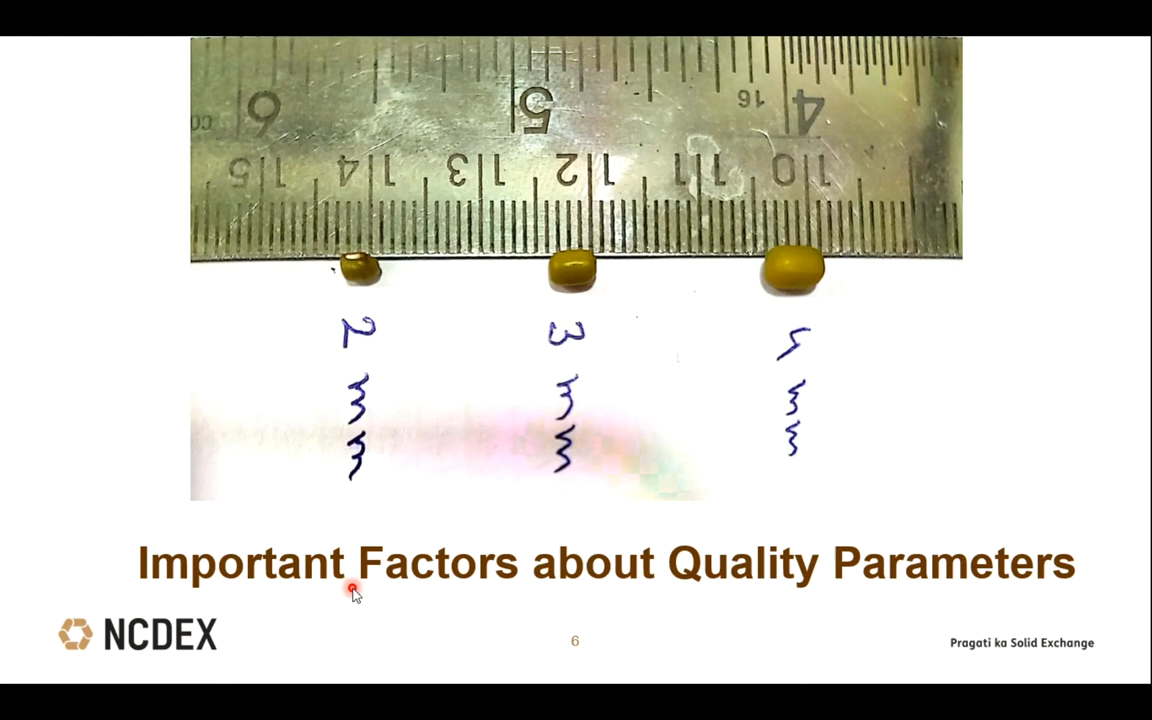 6 5 16 4
15 14 13 12 11 10
2 mm
3 mm
4 mm
Important Factors about Quality Parameters
NCDEX
6
Pragati ka Solid Exchange